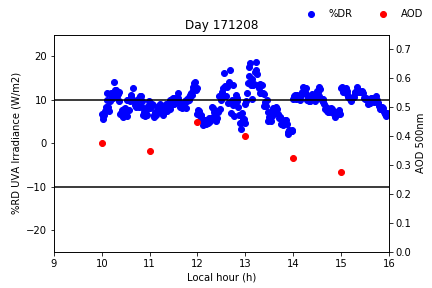 %DR AOD
Day 171208
%RD UVA Irradiance (W/m2)
20
10
0
−10
−20
0.7
0.6
0.5
0.4
0.3
0.2
0.1
0.0
AOD 500nm
9 10 11 12 13 14 15 16
Local hour (h)